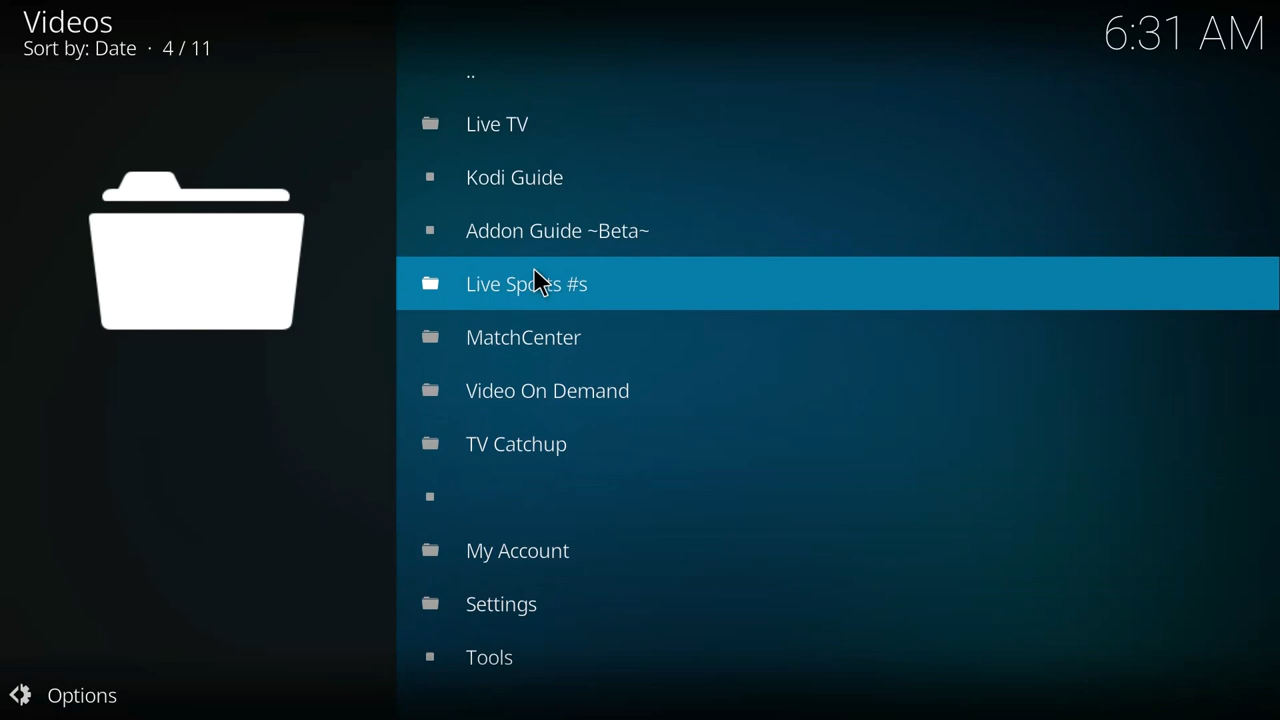 Videos
Sort by: Date · 4 / 11
6:31 AM
..
Live TV
Kodi Guide
Addon Guide ~Beta~
Live Sports #s
MatchCenter
Video On Demand
TV Catchup
My Account
Settings
Tools
Options